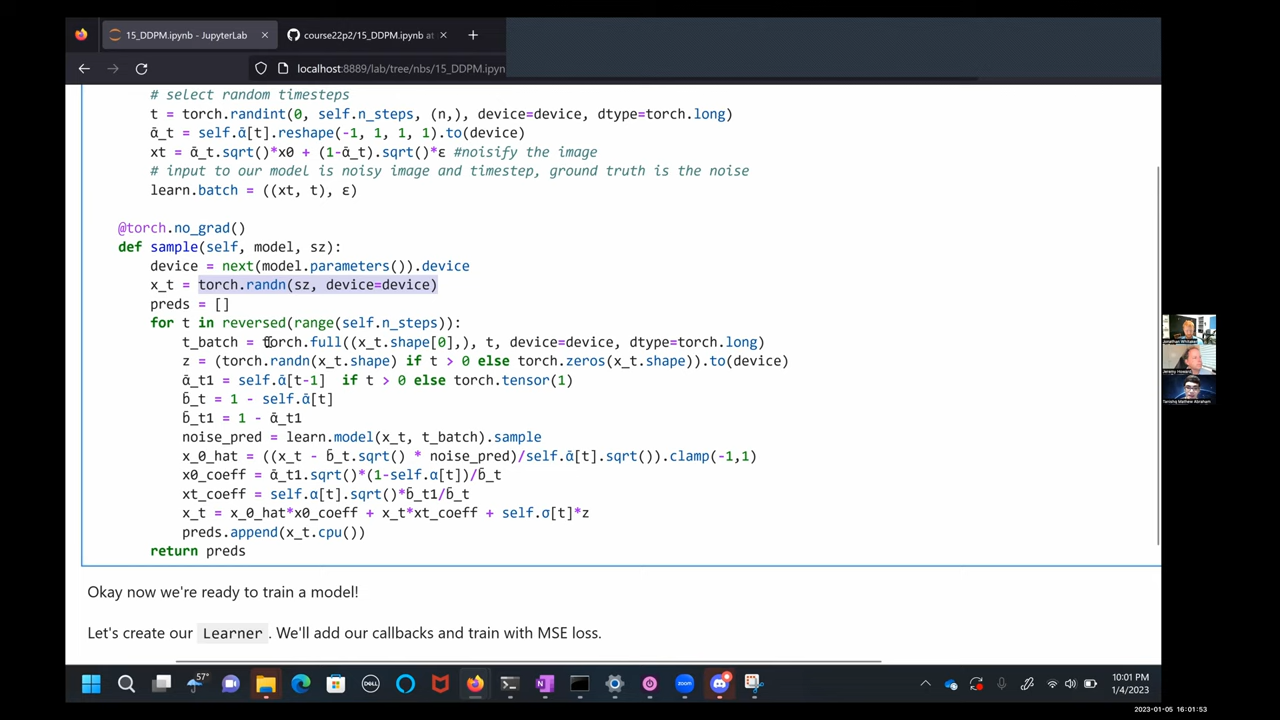 15_DDPM.ipynb - JupyterLab
course22p2/15_DDPM.ipynb at
localhost:8889/lab/tree/nbs/15_DDPM.ipyn
# select random timesteps
t = torch.randint(0, self.n_steps, (n,), device=device, dtype=torch.long)
ᾱ_t = self.ᾱ[t].reshape(-1, 1, 1, 1).to(device)
xt = ᾱ_t.sqrt()*x0 + (1-ᾱ_t).sqrt()*ε #noisify the image
# input to our model is noisy image and timestep, ground truth is the noise
learn.batch = ((xt, t), ε)
@torch.no_grad()
def sample(self, model, sz):
device = next(model.parameters()).device
x_t = torch.randn(sz, device=device)
preds = []
for t in reversed(range(self.n_steps)):
t_batch = torch.full((x_t.shape[0],), t, device=device, dtype=torch.long)
z = (torch.randn(x_t.shape) if t > 0 else torch.zeros(x_t.shape)).to(device)
ᾱ_t1 = self.ᾱ[t-1]  if t > 0 else torch.tensor(1)
b̄_t = 1 - self.ᾱ[t]
b̄_t1 = 1 - ᾱ_t1
noise_pred = learn.model(x_t, t_batch).sample
x_0_hat = ((x_t - b̄_t.sqrt() * noise_pred)/self.ᾱ[t].sqrt()).clamp(-1,1)
x0_coeff = ᾱ_t1.sqrt()*(1-self.α[t])/b̄_t
xt_coeff = self.α[t].sqrt()*b̄_t1/b̄_t
x_t = x_0_hat*x0_coeff + x_t*xt_coeff + self.σ[t]*z
preds.append(x_t.cpu())
return preds
Okay now we're ready to train a model!
Let's create our Learner. We'll add our callbacks and train with MSE loss.
Jonathan Whitaker
Jeremy Howard
Tanishq Mathew Abraham
57°
DELL
10:01 PM
1/4/2023
2023-01-05 16:01:53